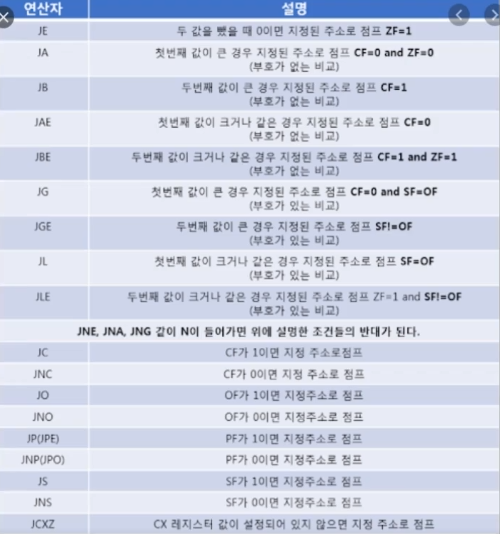 연산자 설명
JE 두 값을 뺐을 때 0이면 지정된 주소로 점프 ZF=1
JA 첫번째 값이 큰 경우 지정된 주소로 점프 CF=0 and ZF=0
(부호가 없는 비교)
JB 두번째 값이 큰 경우 지정된 주소로 점프 CF=1
(부호가 없는 비교)
JAE 첫번째 값이 크거나 같은 경우 지정된 주소로 점프 CF=0
(부호가 없는 비교)
JBE 두번째 값이 크거나 같은 경우 지정된 주소로 점프 CF=1 and ZF=1
(부호가 없는 비교)
JG 첫번째 값이 큰 경우 지정된 주소로 점프 CF=0 and SF=OF
(부호가 있는 비교)
JGE 두번째 값이 큰 경우 지정된 주소로 점프 SF!=OF
(부호가 있는 비교)
JL 첫번째 값이 크거나 같은 경우 지정된 주소로 점프 SF=OF
(부호가 있는 비교)
JLE 두번째 값이 크거나 같은 경우 지정된 주소로 점프 ZF=1 and SF!=OF
(부호가 있는 비교)
JNE, JNA, JNG 같이 N이 들어가면 위에 설명한 조건들의 반대가 된다.
JC CF가 1이면 지정 주소로점프
JNC CF가 0이면 지정 주소로 점프
JO OF가 1이면 지정주소로 점프
JNO OF가 0이면 지정주소로 점프
JP(JPE) PF가 1이면 지정주소로 점프
JNP(JPO) PF가 0이면 지정주소로 점프
JS SF가 1이면 지정주소로 점프
JNS SF가 0이면 지정주소로 점프
JCXZ CX 레지스터 값이 설정되어 있지 않으면 지정 주소로 점프